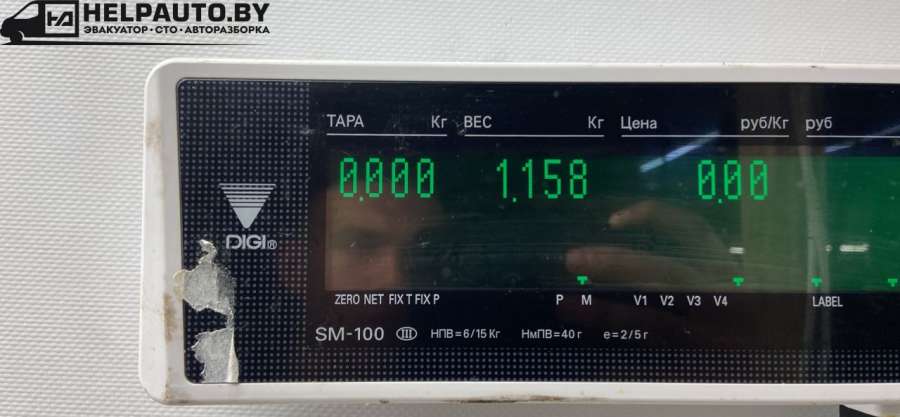 HELPAUTO.BY
ЭВАКУАТОР·СТО·АВТОРАЗБОРКА
ТАРА Кг ВЕС Кг Цена руб/Кг руб
0.000 1.158 0.00
DIGI®
ZERO NET FIX T FIX P P M V1 V2 V3 V4 LABEL
SM-100 III НПВ=6/15 Кг НмПВ=40 г e=2/5 г